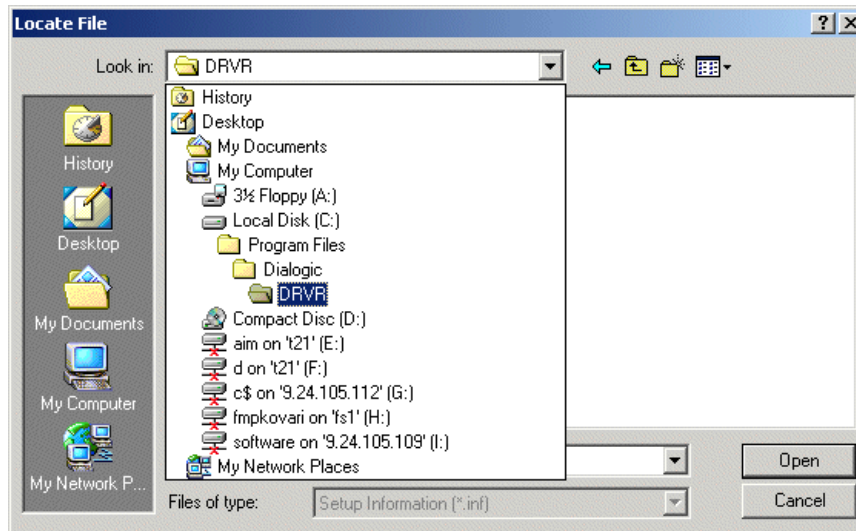 Locate File
Look in: DRVR
History
Desktop
My Documents
My Computer
3½ Floppy (A:)
Local Disk (C:)
Program Files
Dialogic
DRVR
Compact Disc (D:)
aim on 't21' (E:)
d on 't21' (F:)
c$ on '9.24.105.112' (G:)
fmpkovari on 'fs1' (H:)
software on '9.24.105.109' (I:)
My Network Places
History
Desktop
My Documents
My Computer
My Network P...
Open
Files of type: Setup Information (*.inf)
Cancel